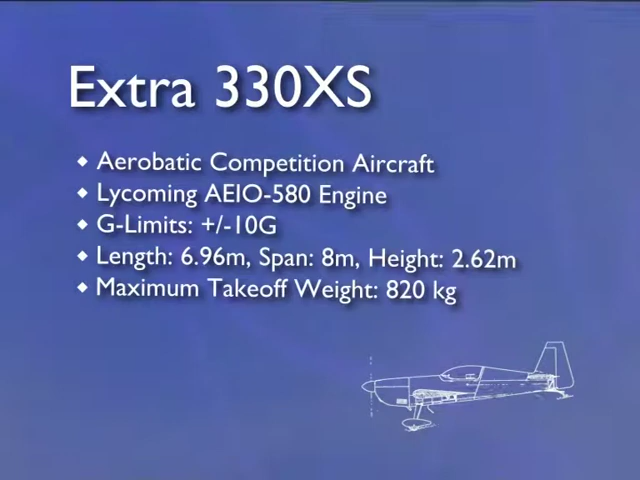 Extra 330XS
◆ Aerobatic Competition Aircraft
◆ Lycoming AEIO-580 Engine
◆ G-Limits: +/-10G
◆ Length: 6.96m, Span: 8m, Height: 2.62m
◆ Maximum Takeoff Weight: 820 kg